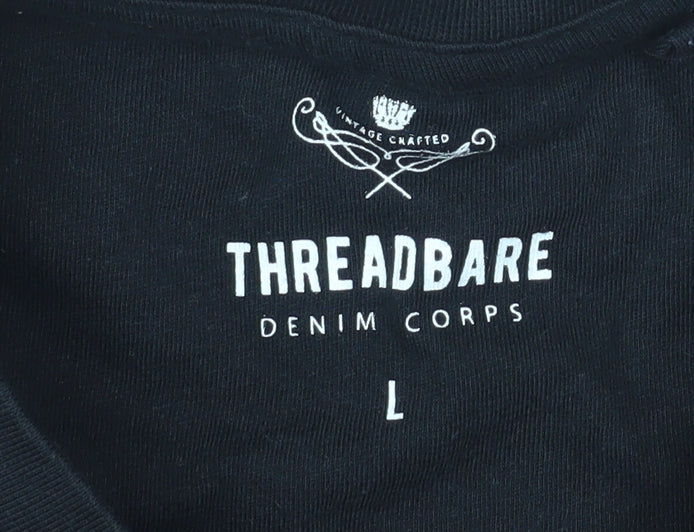 VINTAGE CRAFTED
THREADBARE
DENIM CORPS
L